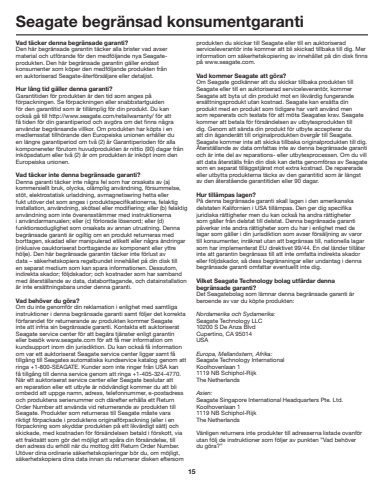 Seagate begränsad konsumentgaranti
Vad täcker denna begränsade garanti?
Den här begränsade garantin täcker alla brister vad avser
material och utförande för den medföljande nya Seagate-
produkten. Den här begränsade garantin gäller endast
konsumenter som köper den medföljande produkten från
en auktoriserad Seagate-återförsäljare eller detaljist.
Hur lång tid gäller denna garanti?
Garantitiden för produkten är den tid som anges på
förpackningen. Se förpackningen eller snabbstartguiden
för den garantitid som är tillämplig för din produkt. Du kan
också gå till http://www.seagate.com/retailwarranty/ för att
få tiden för din garantitid och avgöra om det finns några
användbar begränsande villkor. Om produkten har köpts i en
medlemsstat tillhörande den Europeiska unionen erhåller du
en längre garantiperiod om två (2) år Garantiperioden för alla
komponenter förutom huvudprodukten är nittio (90) dagar från
inköpsdatum eller två (2) år om produkten är inköpt inom den
Europeiska unionen.
Vad täcker inte denna begränsade garanti?
Denna garanti täcker inte några fel som har orsakats av (a)
kommersiellt bruk, olycka, olämplig användning, försummelse,
stöt, elektrostatisk urladdning, avmagnetisering hetta eller
fukt utöver det som anges i produktspecifikationerna, felaktig
installation, användning, skötsel eller modifiering; eller (b) felaktig
användning som inte överensstämmer med instruktionerna
i användarmanualen; eller (c) förlorade lösenord; eller (d)
funktionsoduglighet som orsakats av annan utrustning. Denna
begränsade garanti är ogiltig om en produkt returneras med
borttagen, skadad eller manipulerad etikett eller några ändringar
(inklusive oauktoriserat borttagande av komponent eller yttre
hölje). Den här begränsade garantin täcker inte förlust av
data – säkerhetskopiera regelbundet innehållet på din disk till
en separat medium som kan spara informationen. Dessutom,
indirekta skador; följdskador; och kostnader som har samband
med återställande av data, databorttagande, och datainstallation
är inte ersättningsbara under denna garanti.
Vad behöver du göra?
Om du inte genomför din reklamation i enlighet med samtliga
instruktioner i denna begränsade garanti samt följer det korrekta
förfarandet för returnerande av produkten kommer Seagate
inte att infria sin begränsade garanti. Kontakta ett auktoriserat
Seagate service center för att begära tjänster enligt garantin
eller besök www.seagate.com för att få mer information om
kundsupport inom din jurisdiktion. Du kan också få information
om var ett auktoriserat Seagate service center ligger samt få
tillgång till Seagates automatiska kundservice katalog genom att
ringa +1-800-SEAGATE. Kunder som inte ringer från USA kan
få tillgång till denna service genom att ringa +1-405-324-4770.
När ett auktoriserat service center eller Seagate beslutar att
en reparation eller ett utbyte är nödvändigt kommer du att bli
ombedd att uppge namn, adress, telefonnummer, e-postadress
och produktens serienummer och därefter erhålla ett Return
Order Number att använda vid returnerande av produkten till
Seagate. Produkter som returneras till Seagate måste vara
riktigt förpackade i produktens originalförpackning (eller i en
förpackning som skyddar produkten på ett likvärdigt sätt) och
skickade, med kostnaden för försändelsen betald i förskott, via
ett fraktsätt som gör det möjligt att spåra din försändelse, till
den adress du erhöll när du mottog ditt Return Order Number.
Utöver dina ordinarie säkerhetskopieringar bör du, om möjligt,
säkerhetskopiera dina data innan du returnerar disken eftersom
produkten du skickar till Seagate eller till en auktoriserad
serviceleverantör inte kommer att bli skickad tillbaka till dig. Mer
information om säkerhetskopiering av innehållet på din disk finns
på www.seagate.com.
Vad kommer Seagate att göra?
Om Seagate godkänner att du skickar tillbaka produkten till
Seagate eller till en auktoriserad serviceleverantör, kommer
Seagate att byta ut din produkt mot en likvärdig fungerande
ersättningsprodukt utan kostnad. Seagate kan ersätta din
produkt med en produkt som tidigare har varit använd men
som reparerats och testats för att möta Seagates krav. Seagate
kommer att betala för försändelsen av utbytesprodukten till
dig. Genom att sända din produkt för utbyte accepterar du
att din äganderätt till originalprodukten övergår till Seagate.
Seagate kommer inte att skicka tillbaka originalprodukten till dig.
Återställande av data omfattas inte av denna begränsade garanti
och är inte del av reparations- eller utbytesprocessen. Om du vill
att data återställs från din disk kan detta genomföras av Seagate
som en separat tilläggstjänst mot extra kostnad. De reparerade
eller utbytta produkterna täcks av den garantitid som är längst
av den återstående garantitiden eller 90 dagar.
Hur tillämpas lagen?
På denna begränsade garanti skall lagen i den amerikanska
delstaten Kalifornien i USA tillämpas. Den ger dig specifika
juridiska rättigheter men du kan också ha andra rättigheter
som gäller från delstat till delstat. Denna begränsade garanti
påverkar inte andra rättigheter som du har i enlighet med de
lagar som gäller i din jurisdiktion som avser försäljning av varor
till konsumenter, inräknat utan att begränsas till, nationella lagar
som har implementerat EU direktivet 99/44. En del länder tillåter
inte att garantin begränsas till att inte omfatta indirekta skador
eller följdskador, så dess begränsningar eller undantag i denna
begränsade garanti omfattar eventuellt inte dig.
Vilket Seagate Technology bolag utfärdar denna
begränsade garanti?
Det Seagatebolag som lämnar denna begränsade garanti är
beroende av var du köpte produkten:
Nordamerika och Sydamerika:
Seagate Technology LLC
10200 S De Anza Blvd
Cupertino, CA 95014
USA
Europa, Mellanöstern, Afrika:
Seagate Technology International
Koolhovenlaan 1
1119 NB Schiphol-Rijk
The Netherlands
Asien:
Seagate Singapore International Headquarters Pte. Ltd.
Koolhovenlaan 1
1119 NB Schiphol-Rijk
The Netherlands
Vänligen returnera inte produkter till adresserna listade ovanför
utan följ de instruktioner som följer av punkten "Vad behöver
du göra?"
15